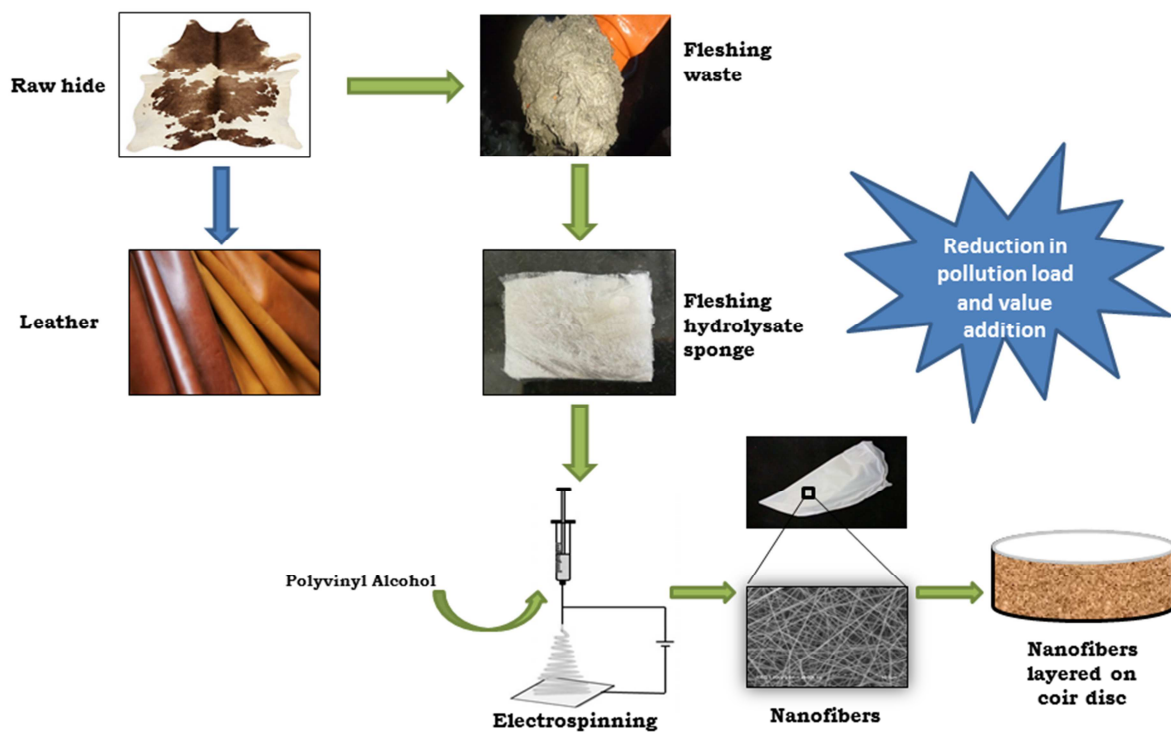 Raw hide
Fleshing
waste
Leather
Fleshing
hydrolysate
sponge
Reduction in
pollution load
and value
addition
Polyvinyl Alcohol
Electrospinning
Nanofibers
Nanofibers
layered on
coir disc